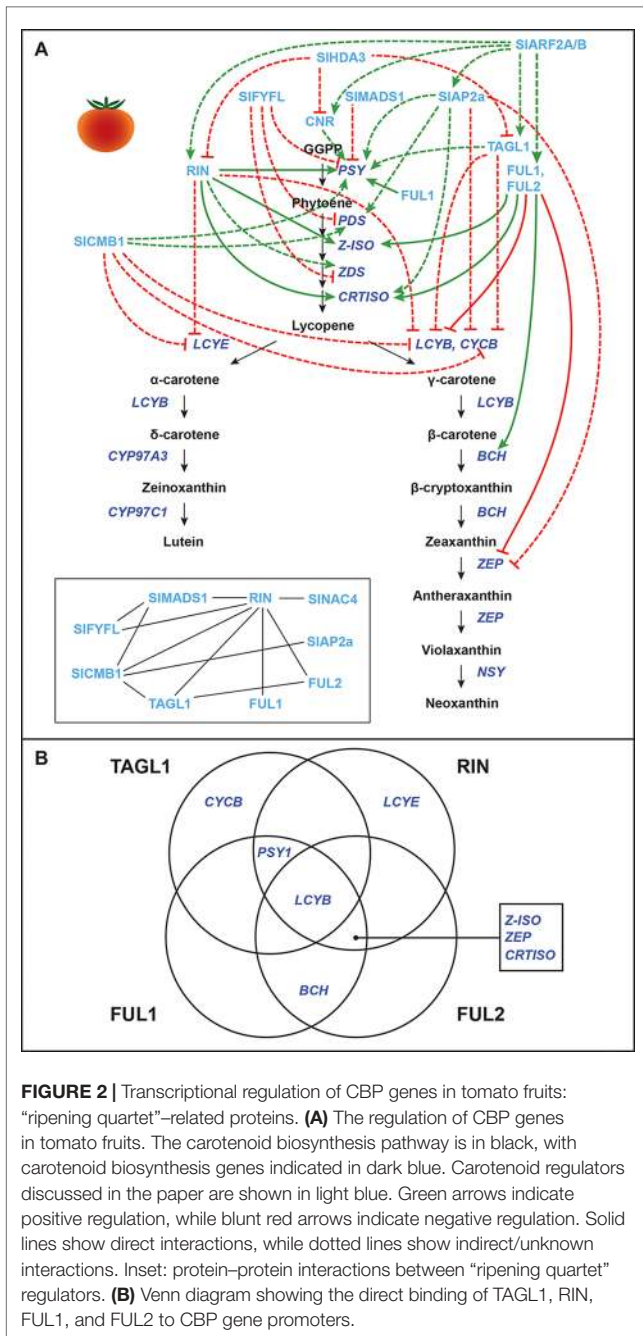 A
SlARF2A/B
SlHDA3
SlFYFL
SlMADS1
SlAP2a
CNR
TAGL1
GGPP
RIN
PSY
FUL1,
FUL2
FUL1
Phytoene
PDS
SlCMB1
Z-ISO
ZDS
CRTISO
Lycopene
LCYE
LCYB, CYCB
α-carotene
γ-carotene
LCYB
LCYB
δ-carotene
β-carotene
CYP97A3
BCH
Zeinoxanthin
β-cryptoxanthin
CYP97C1
BCH
Lutein
Zeaxanthin
ZEP
Antheraxanthin
ZEP
Violaxanthin
NSY
Neoxanthin
SlMADS1
RIN
SlNAC4
SlFYFL
SlAP2a
SlCMB1
FUL2
TAGL1
FUL1
B
TAGL1
RIN
CYCB
LCYE
PSY1
LCYB
Z-ISO
ZEP
CRTISO
BCH
FUL1
FUL2
FIGURE 2 | Transcriptional regulation of CBP genes in tomato fruits:
“ripening quartet”–related proteins. (A) The regulation of CBP genes
in tomato fruits. The carotenoid biosynthesis pathway is in black, with
carotenoid biosynthesis genes indicated in dark blue. Carotenoid regulators
discussed in the paper are shown in light blue. Green arrows indicate
positive regulation, while blunt red arrows indicate negative regulation. Solid
lines show direct interactions, while dotted lines show indirect/unknown
interactions. Inset: protein–protein interactions between “ripening quartet”
regulators. (B) Venn diagram showing the direct binding of TAGL1, RIN,
FUL1, and FUL2 to CBP gene promoters.